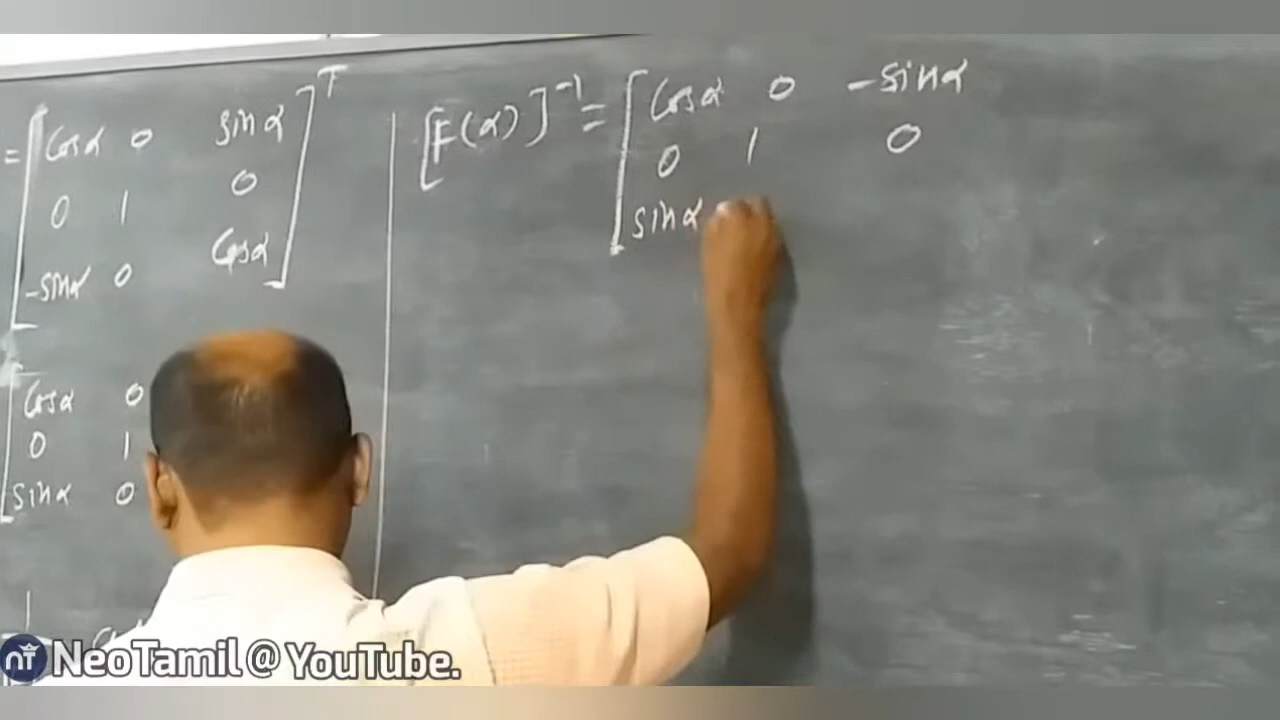 = [cosα 0 sinα]ᵀ
0 1 0
-sinα 0 cosα
[cosα 0
0 1
sinα 0
1
[F(α)]⁻¹ = [cosα 0 -sinα
0 1 0
sinα
NeoTamil@YouTube.